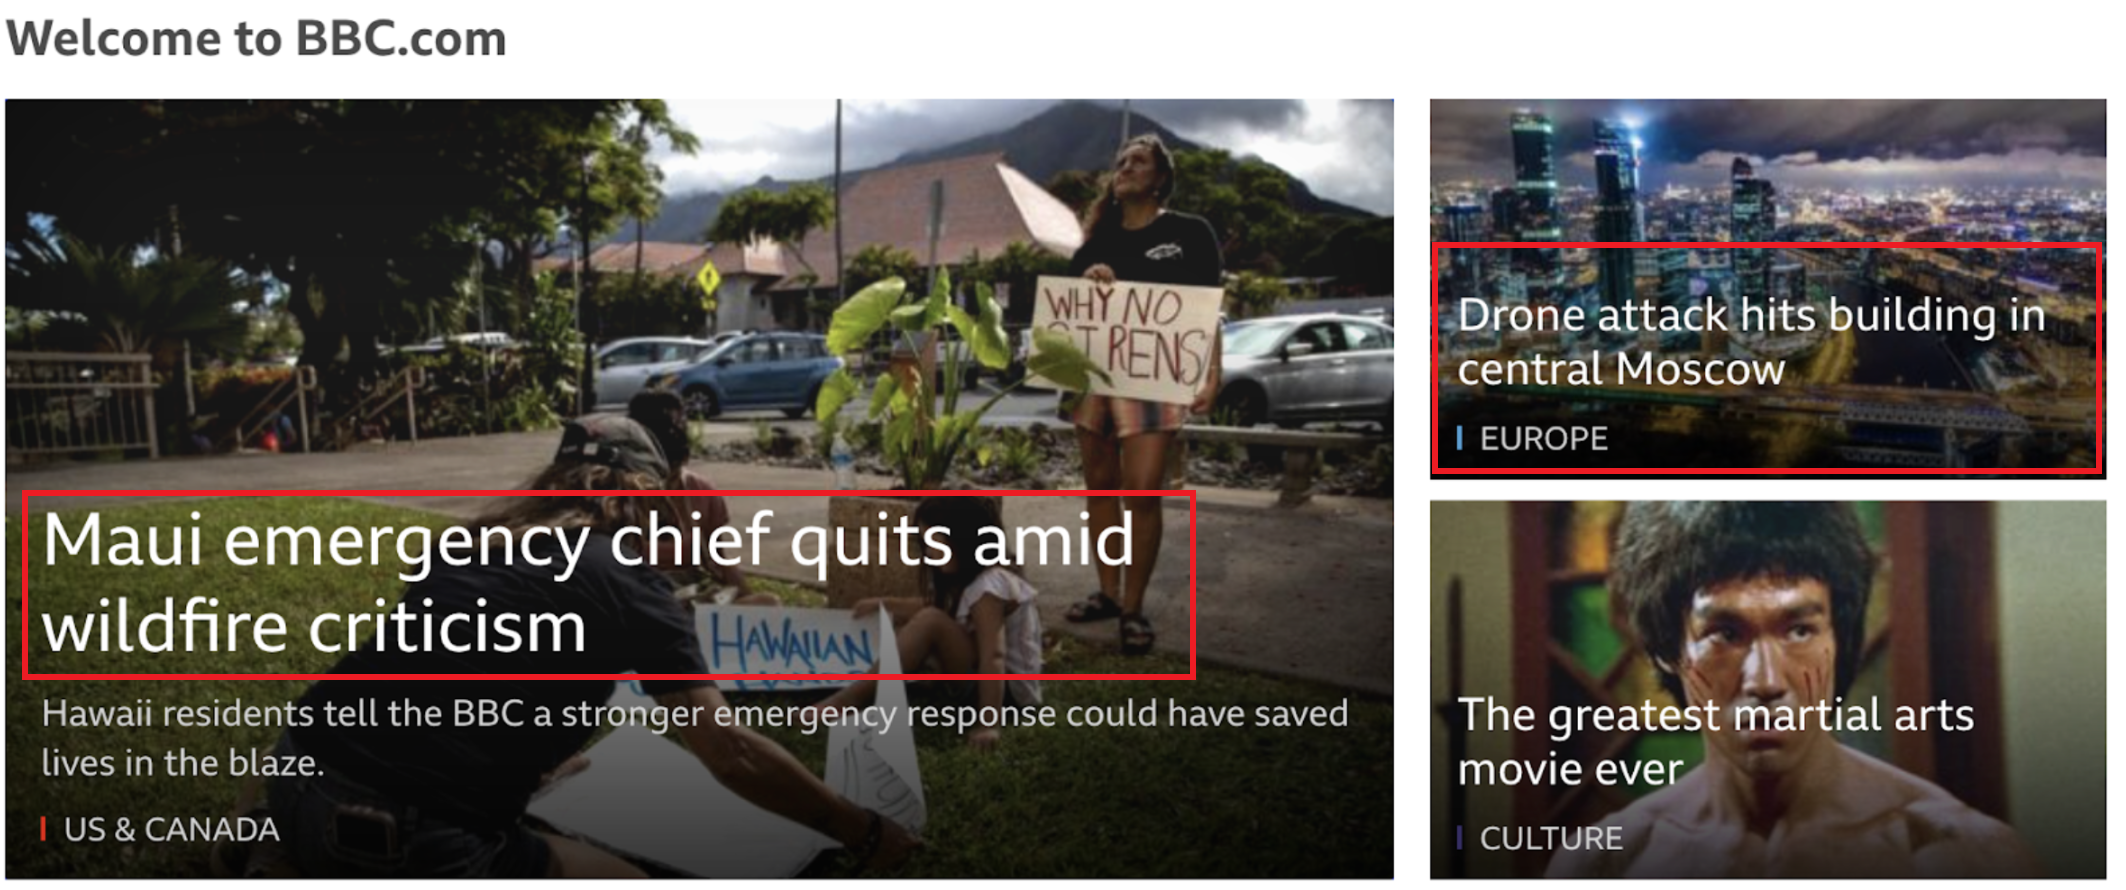 Welcome to BBC.com
WHY NO
SIRENS
HAWAIIAN
Maui emergency chief quits amid
wildfire criticism
Hawaii residents tell the BBC a stronger emergency response could have saved
lives in the blaze.
US & CANADA
Drone attack hits building in
central Moscow
EUROPE
The greatest martial arts
movie ever
CULTURE